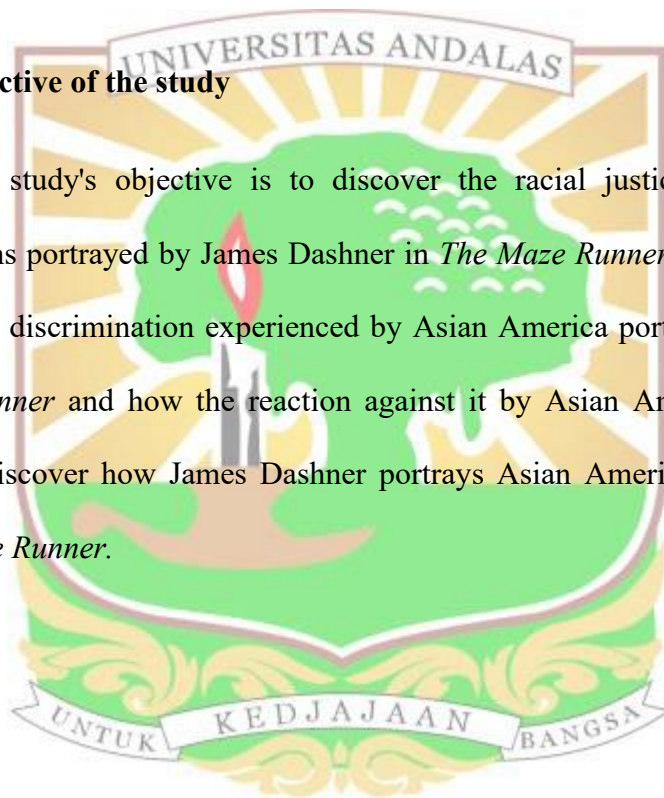 UNIVERSITAS ANDALAS
ctive of the study
study's objective is to discover the racial justic
ns portrayed by James Dashner in The Maze Runner
discrimination experienced by Asian America port
nner and how the reaction against it by Asian Am
iscover how James Dashner portrays Asian Ameri
e Runner.
UNTUK KEDJAJAAN BANGSA